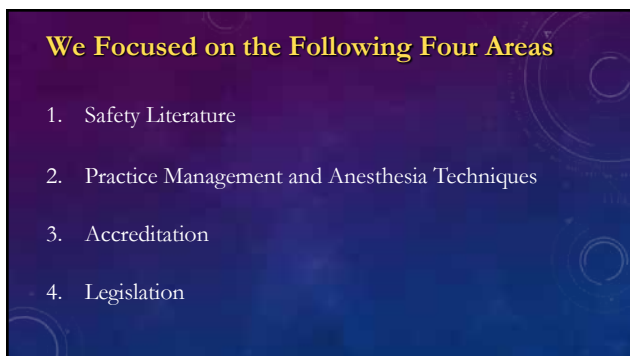 We Focused on the Following Four Areas
1. Safety Literature
2. Practice Management and Anesthesia Techniques
3. Accreditation
4. Legislation